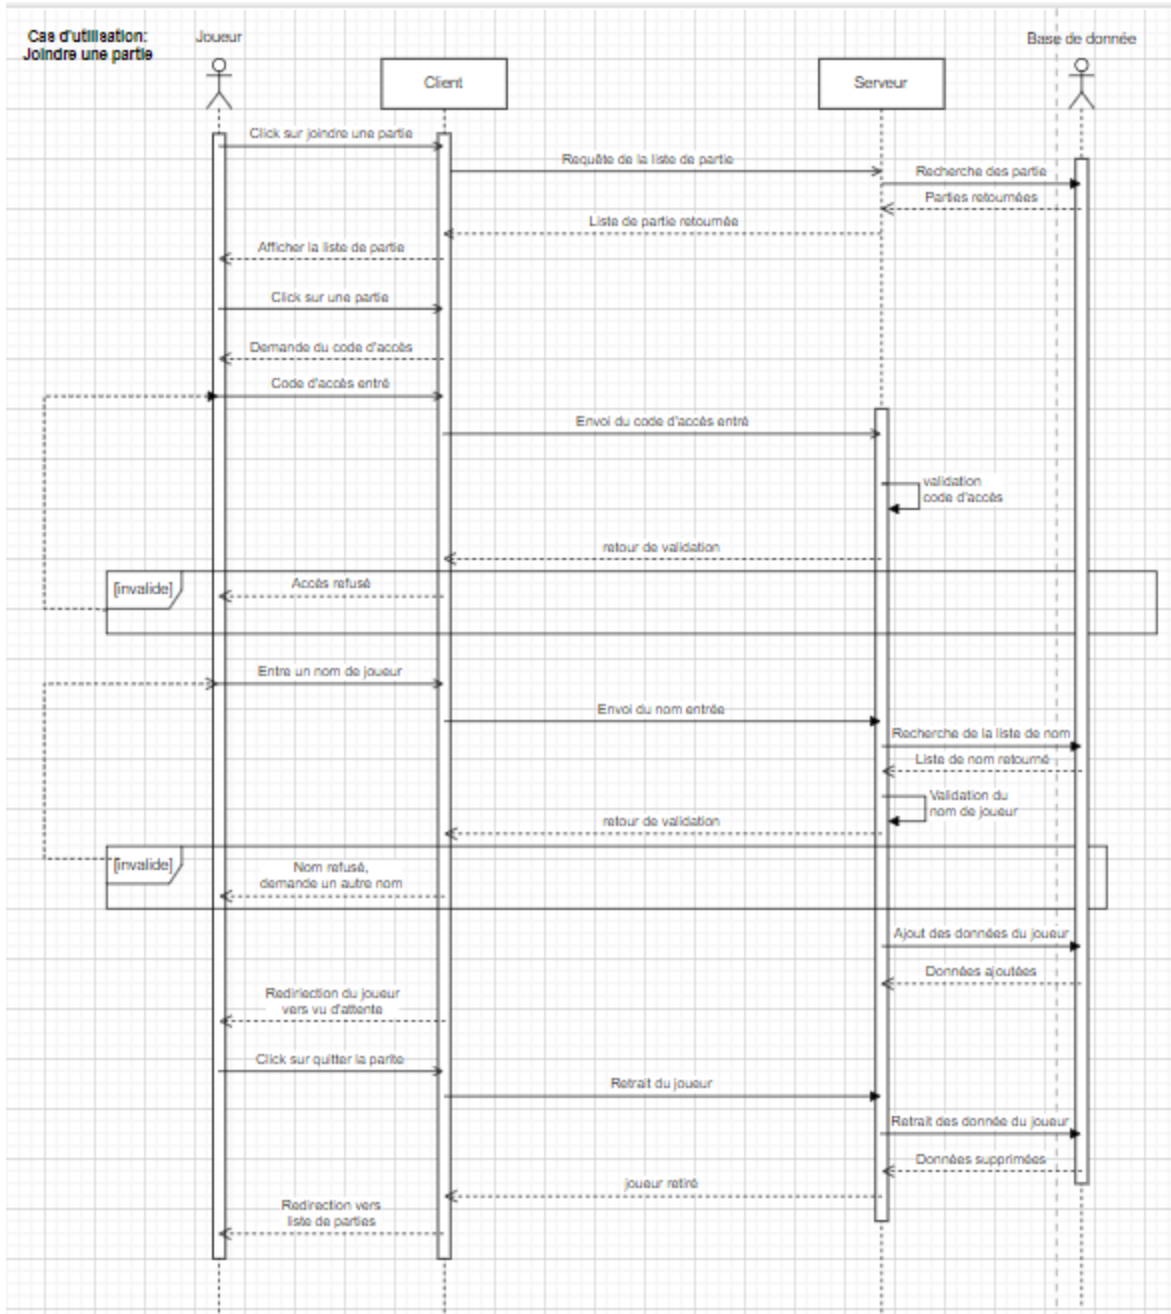 Cas d'utilisation:
Joindre une partie
Joueur
Client
Serveur
Base de donnée
Click sur joindre une partie
Requête de la liste de partie
Recherche des partie
Parties retournées
Liste de partie retournée
Afficher la liste de partie
Click sur une partie
Demande du code d'accès
Code d'accès entré
Envoi du code d'accès entré
validation
code d'accès
retour de validation
[invalide]
Accès refusé
Entre un nom de joueur
Envoi du nom entrée
Recherche de la liste de nom
Liste de nom retourné
Validation du
nom de joueur
retour de validation
[invalide]
Nom refusé,
demande un autre nom
Ajout des données du joueur
Données ajoutées
Rediriection du joueur
vers vu d'attente
Click sur quitter la parite
Retrait du joueur
Retrait des donnée du joueur
Données supprimées
joueur retiré
Redirection vers
liste de parties